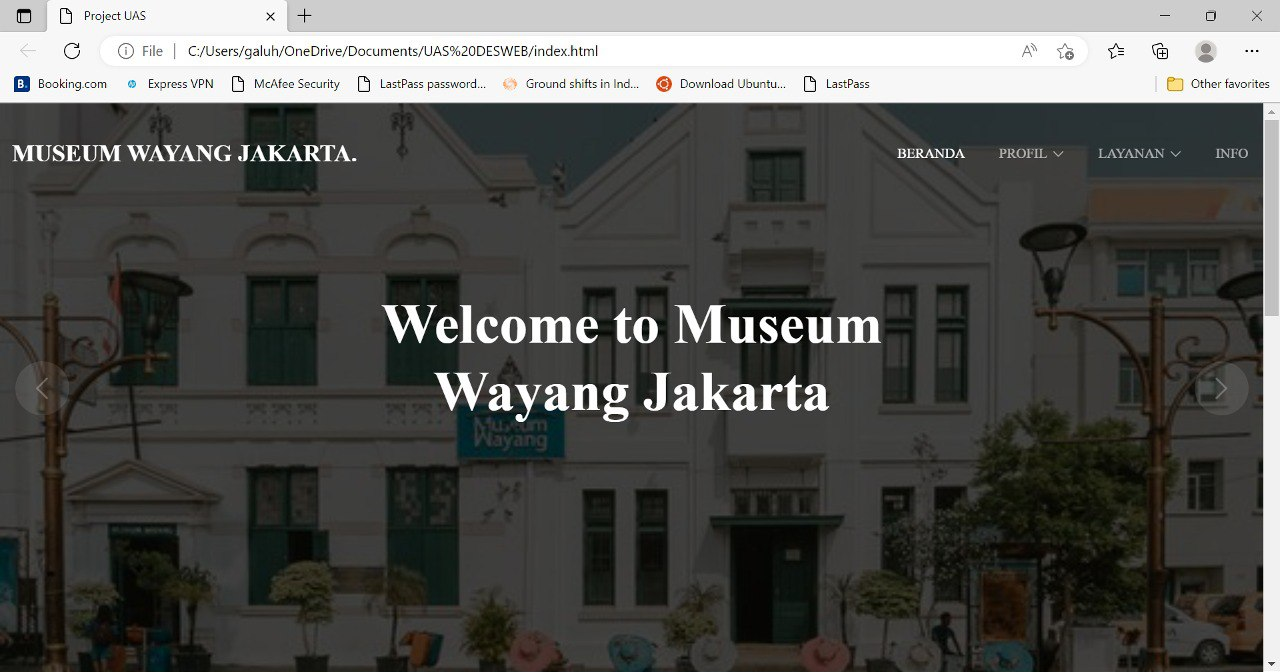 Project UAS
File
C:/Users/galuh/OneDrive/Documents/UAS%20DESWEB/index.html
B. Booking.com
Express VPN
McAfee Security
LastPass password...
Ground shifts in Ind...
Download Ubuntu...
LastPass
Other favorites
MUSEUM WAYANG JAKARTA.
BERANDA
PROFIL
LAYANAN
INFO
Welcome to Museum
Wayang Jakarta
Museum
Wayang